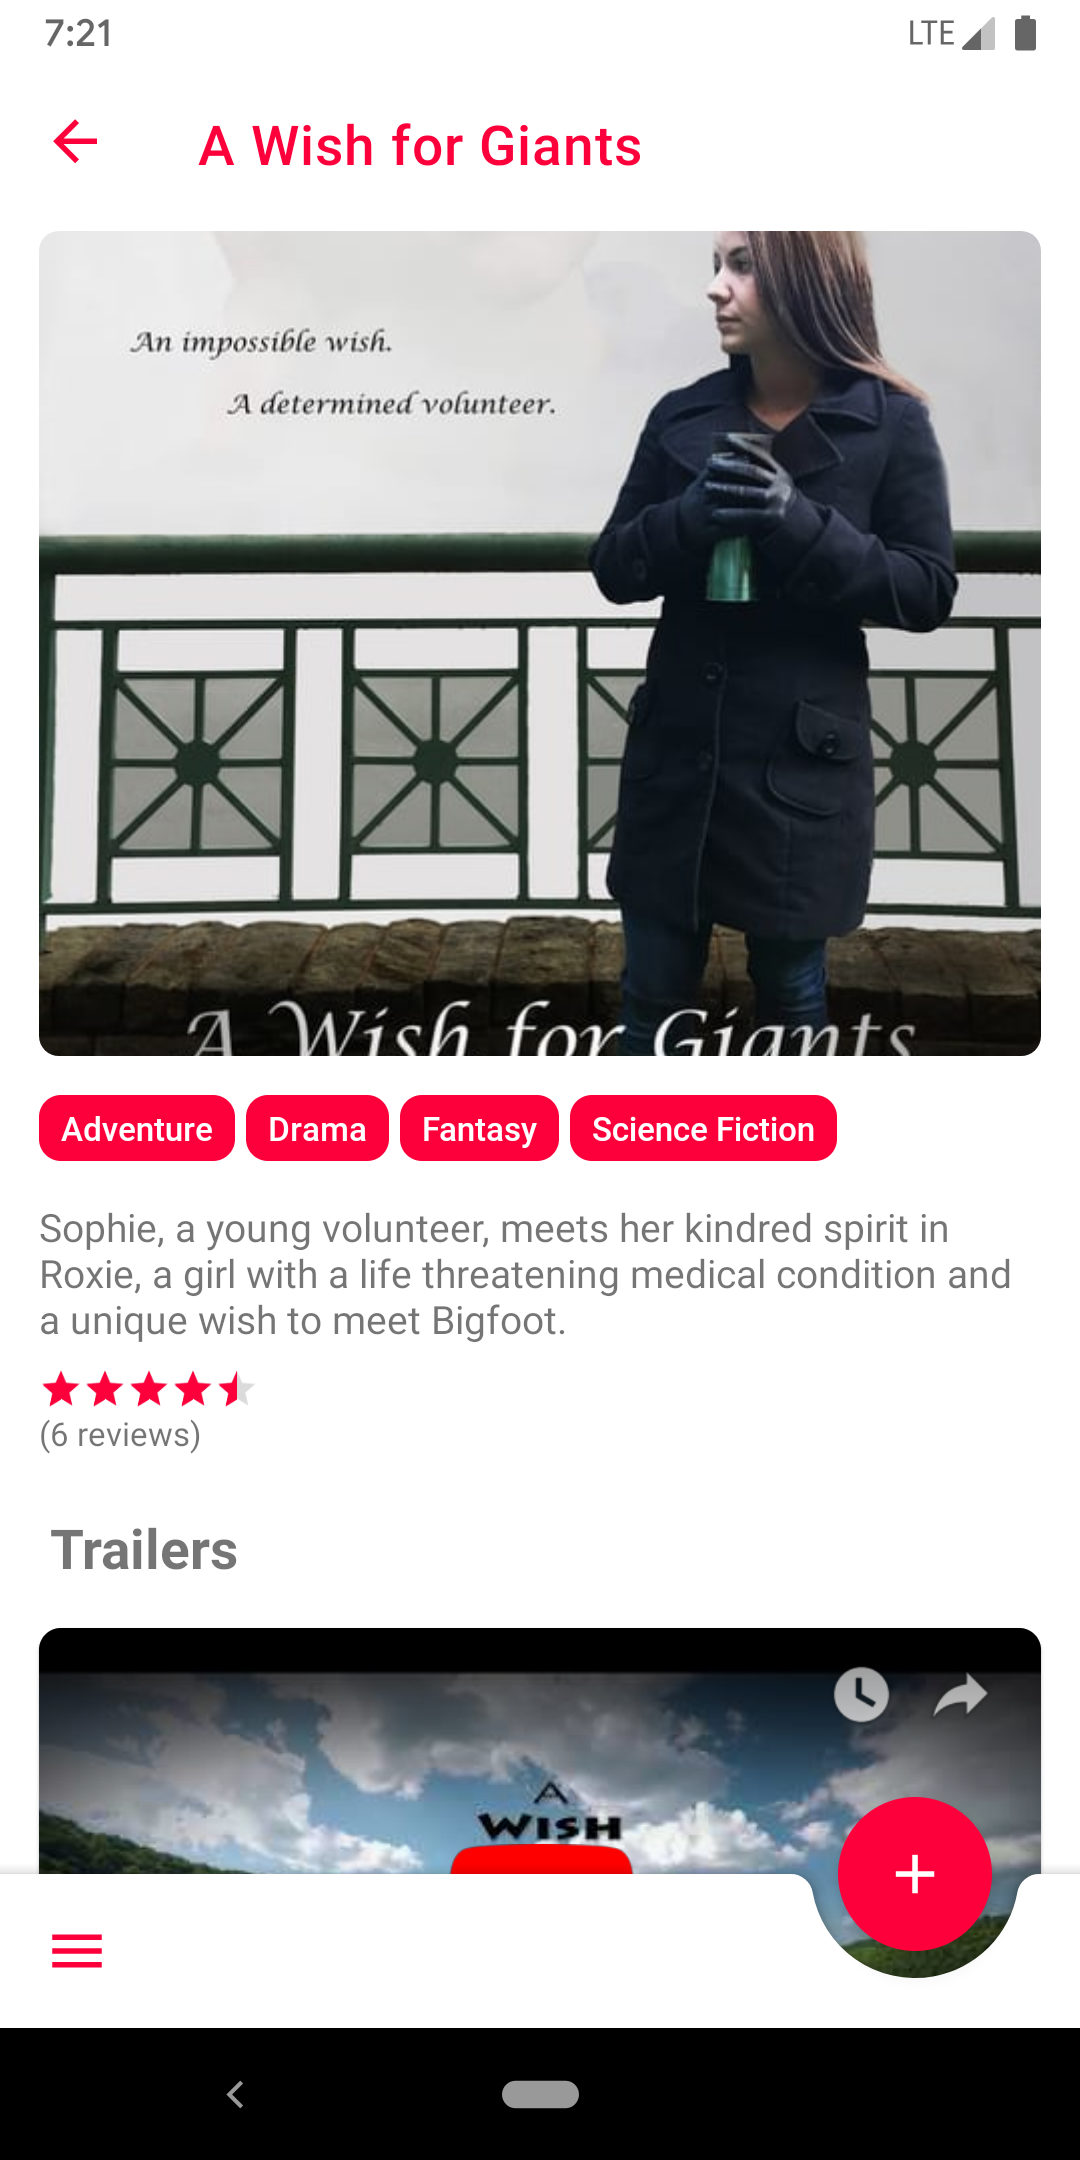 7:21
LTE
A Wish for Giants
An impossible wish.
A determined volunteer.
A Wish for Giants
Adventure
Drama
Fantasy
Science Fiction
Sophie, a young volunteer, meets her kindred spirit in
Roxie, a girl with a life threatening medical condition and
a unique wish to meet Bigfoot.
(6 reviews)
Trailers
A
WISH